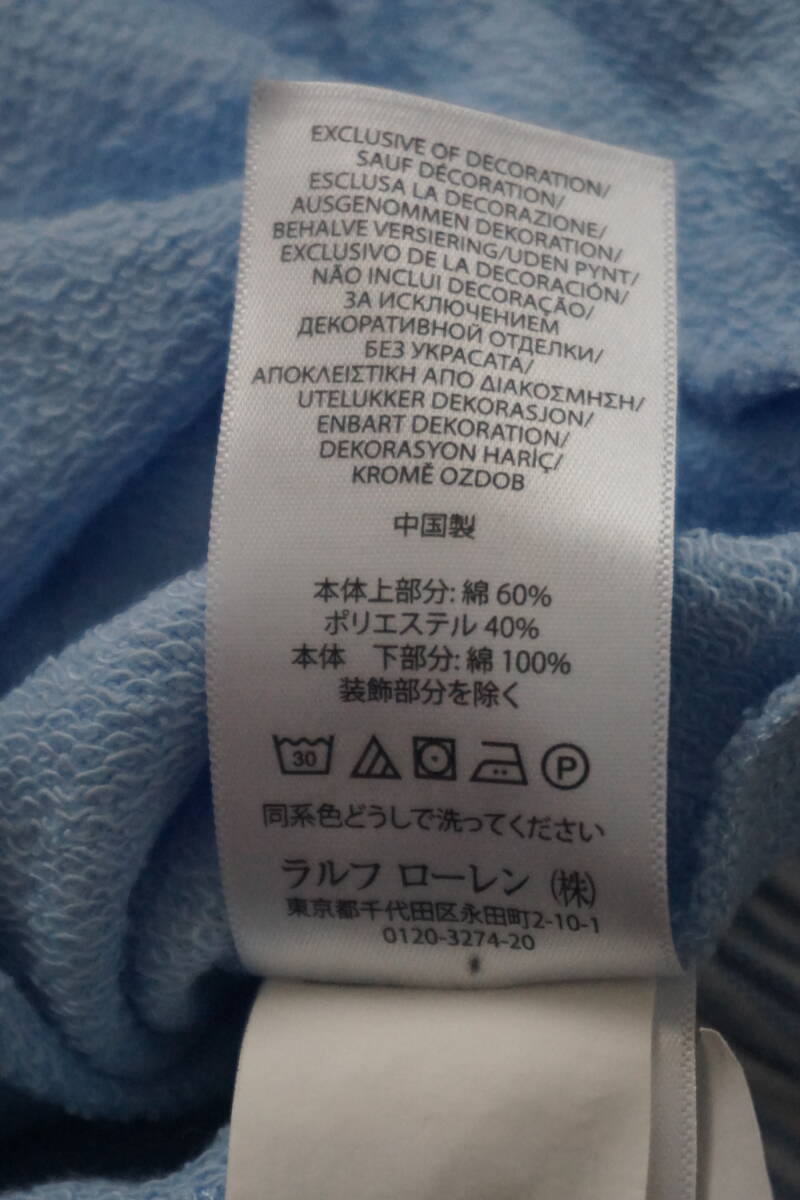 EXCLUSIVE OF DECORATION/
SAUF DÉCORATION/
ESCLUSA LA DECORAZIONE/
AUSGENOMMEN DEKORATION/
BEHALVE VERSIERING/UDEN PYNT/
EXCLUSIVO DE LA DECORACIÓN/
NÃO INCLUI DECORAÇÃO/
ЗА ИСКЛЮЧЕНИЕМ
ДЕКОРАТИВНОЙ ОТДЕЛКИ/
БЕЗ УКРАСАТА/
ΑΠΟΚΛΕΙΣΤΙΚΗ ΑΠΟ ΔΙΑΚΟΣΜΗΣΗ/
UTELUKKER DEKORASJON/
ENBART DEKORATION/
DEKORASYON HARİÇ/
KROMĚ OZDOB
中国製
本体上部分: 綿 60%
ポリエステル 40%
本体 下部分: 綿 100%
装飾部分を除く
30
P
同系色どうしで洗ってください
ラルフ ローレン (株)
東京都千代田区永田町2-10-1
0120-3274-20